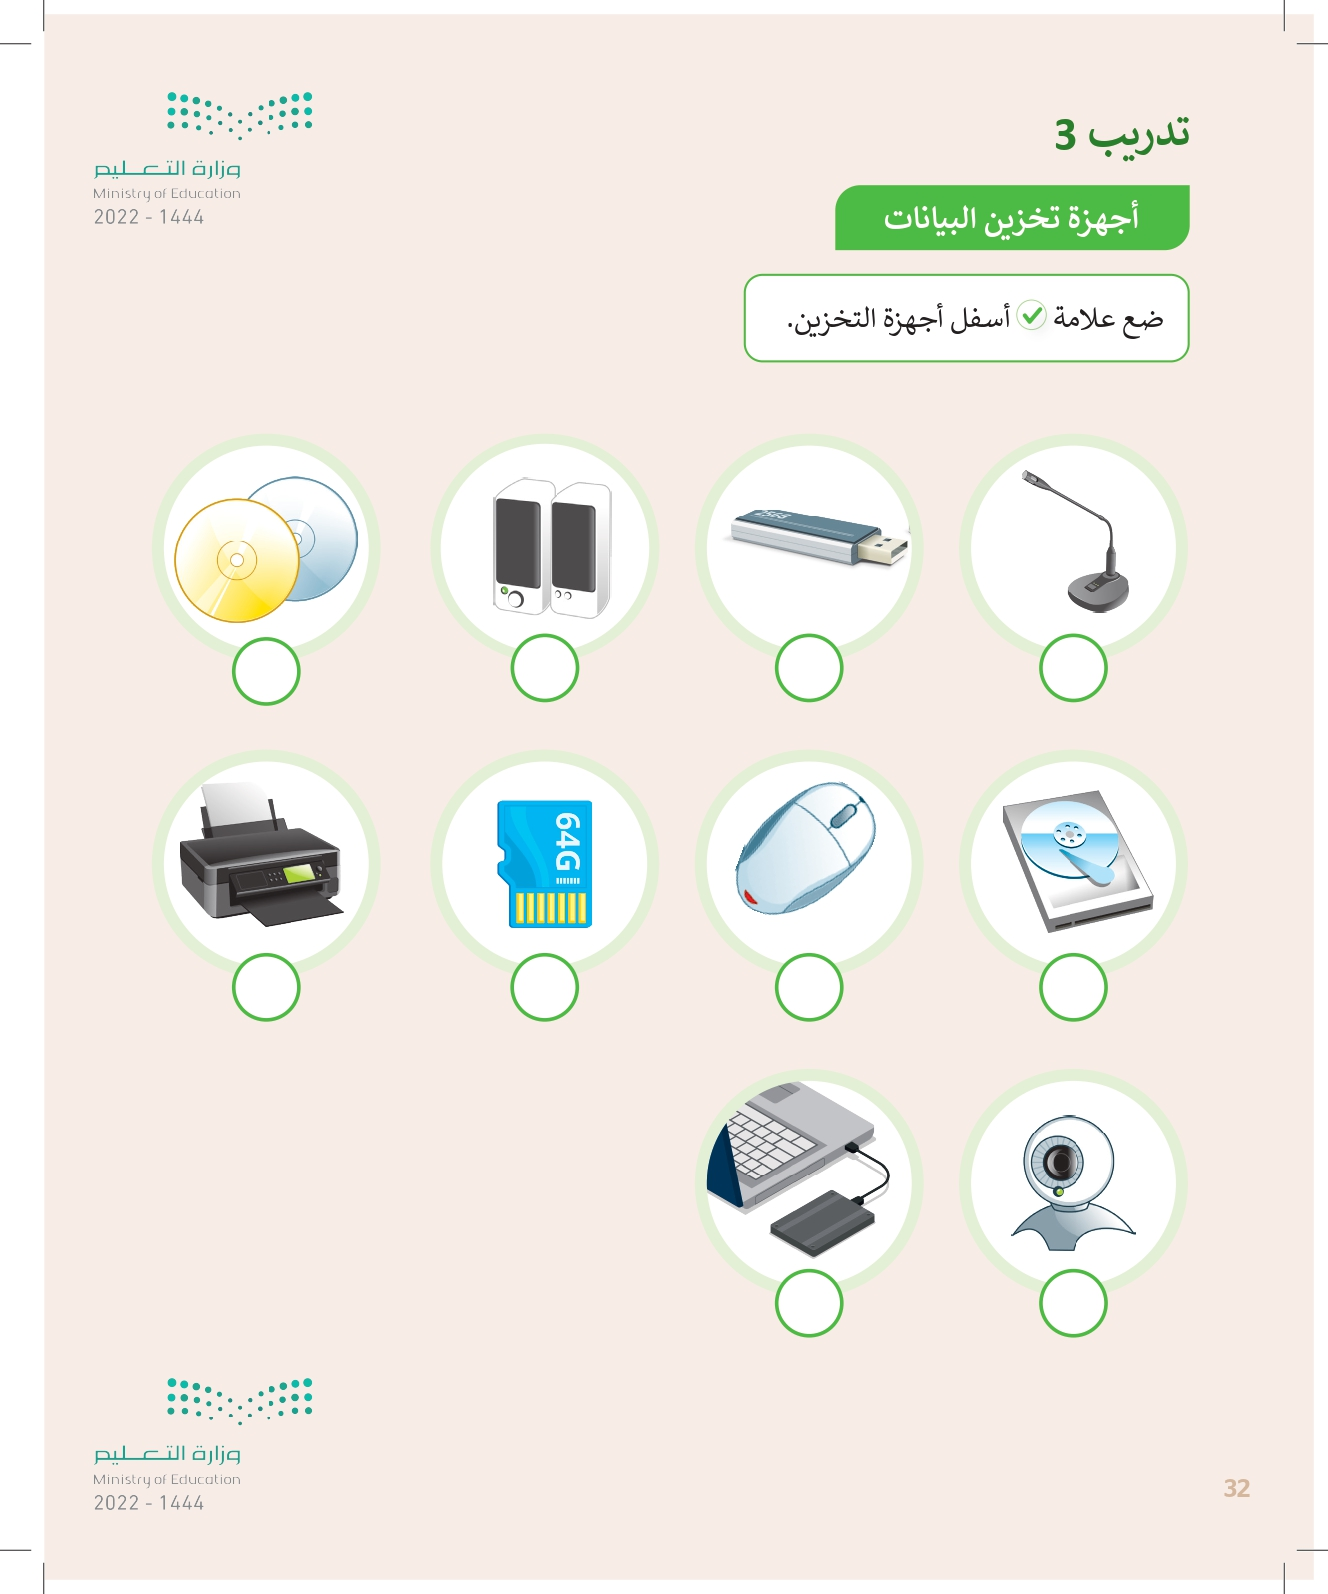 وزارة التعليم
Ministry of Education
2022 - 1444
تدريب 3
أجهزة تخزين البيانات
ضع علامة أسفل أجهزة التخزين.
64G
وزارة التعليم
Ministry of Education
2022 - 1444
32